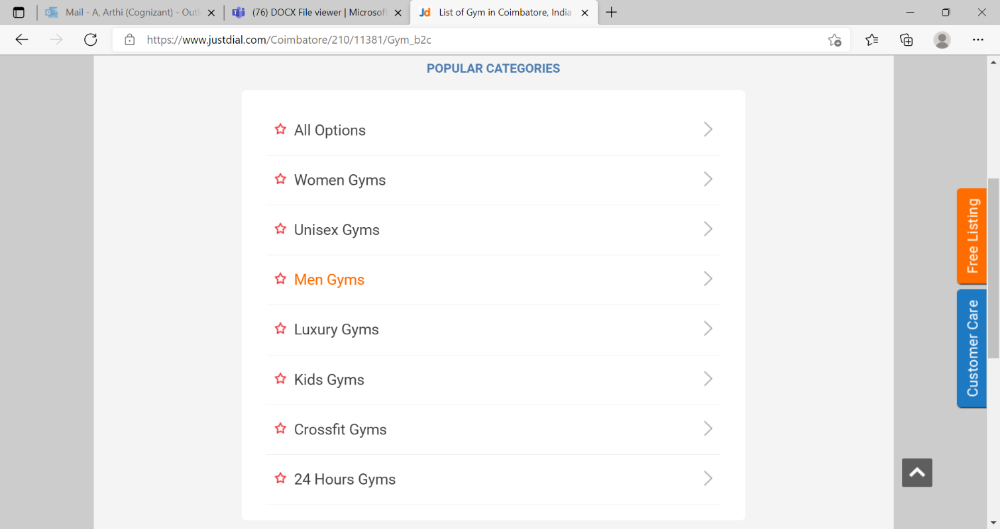 Mail - A, Arthi (Cognizant) - Outl
(76) DOCX File viewer | Microsoft
Jd List of Gym in Coimbatore, India
https://www.justdial.com/Coimbatore/210/11381/Gym_b2c
POPULAR CATEGORIES
All Options
Women Gyms
Unisex Gyms
Men Gyms
Luxury Gyms
Kids Gyms
Crossfit Gyms
24 Hours Gyms
Free Listing
Customer Care